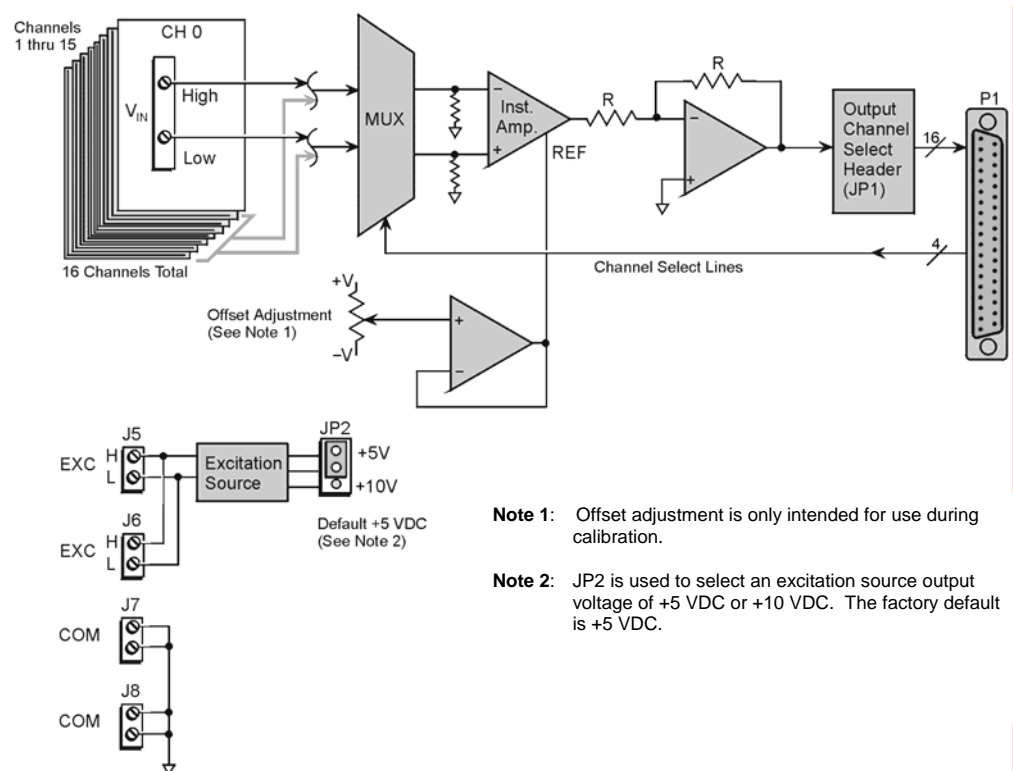 Channels
1 thru 15
CH 0
High
VIN
Low
16 Channels Total
MUX
−
Inst.
Amp.
+
REF
R
R
−
+
Output
Channel
Select
Header
(JP1)
16
P1
4
Channel Select Lines
+V
Offset Adjustment
(See Note 1)
−V
+
−
J5
EXC H
L
Excitation
Source
JP2
+5V
+10V
Default +5 VDC
(See Note 2)
J6
EXC H
L
J7
COM
J8
COM
Note 1: Offset adjustment is only intended for use during
calibration.
Note 2: JP2 is used to select an excitation source output
voltage of +5 VDC or +10 VDC. The factory default
is +5 VDC.